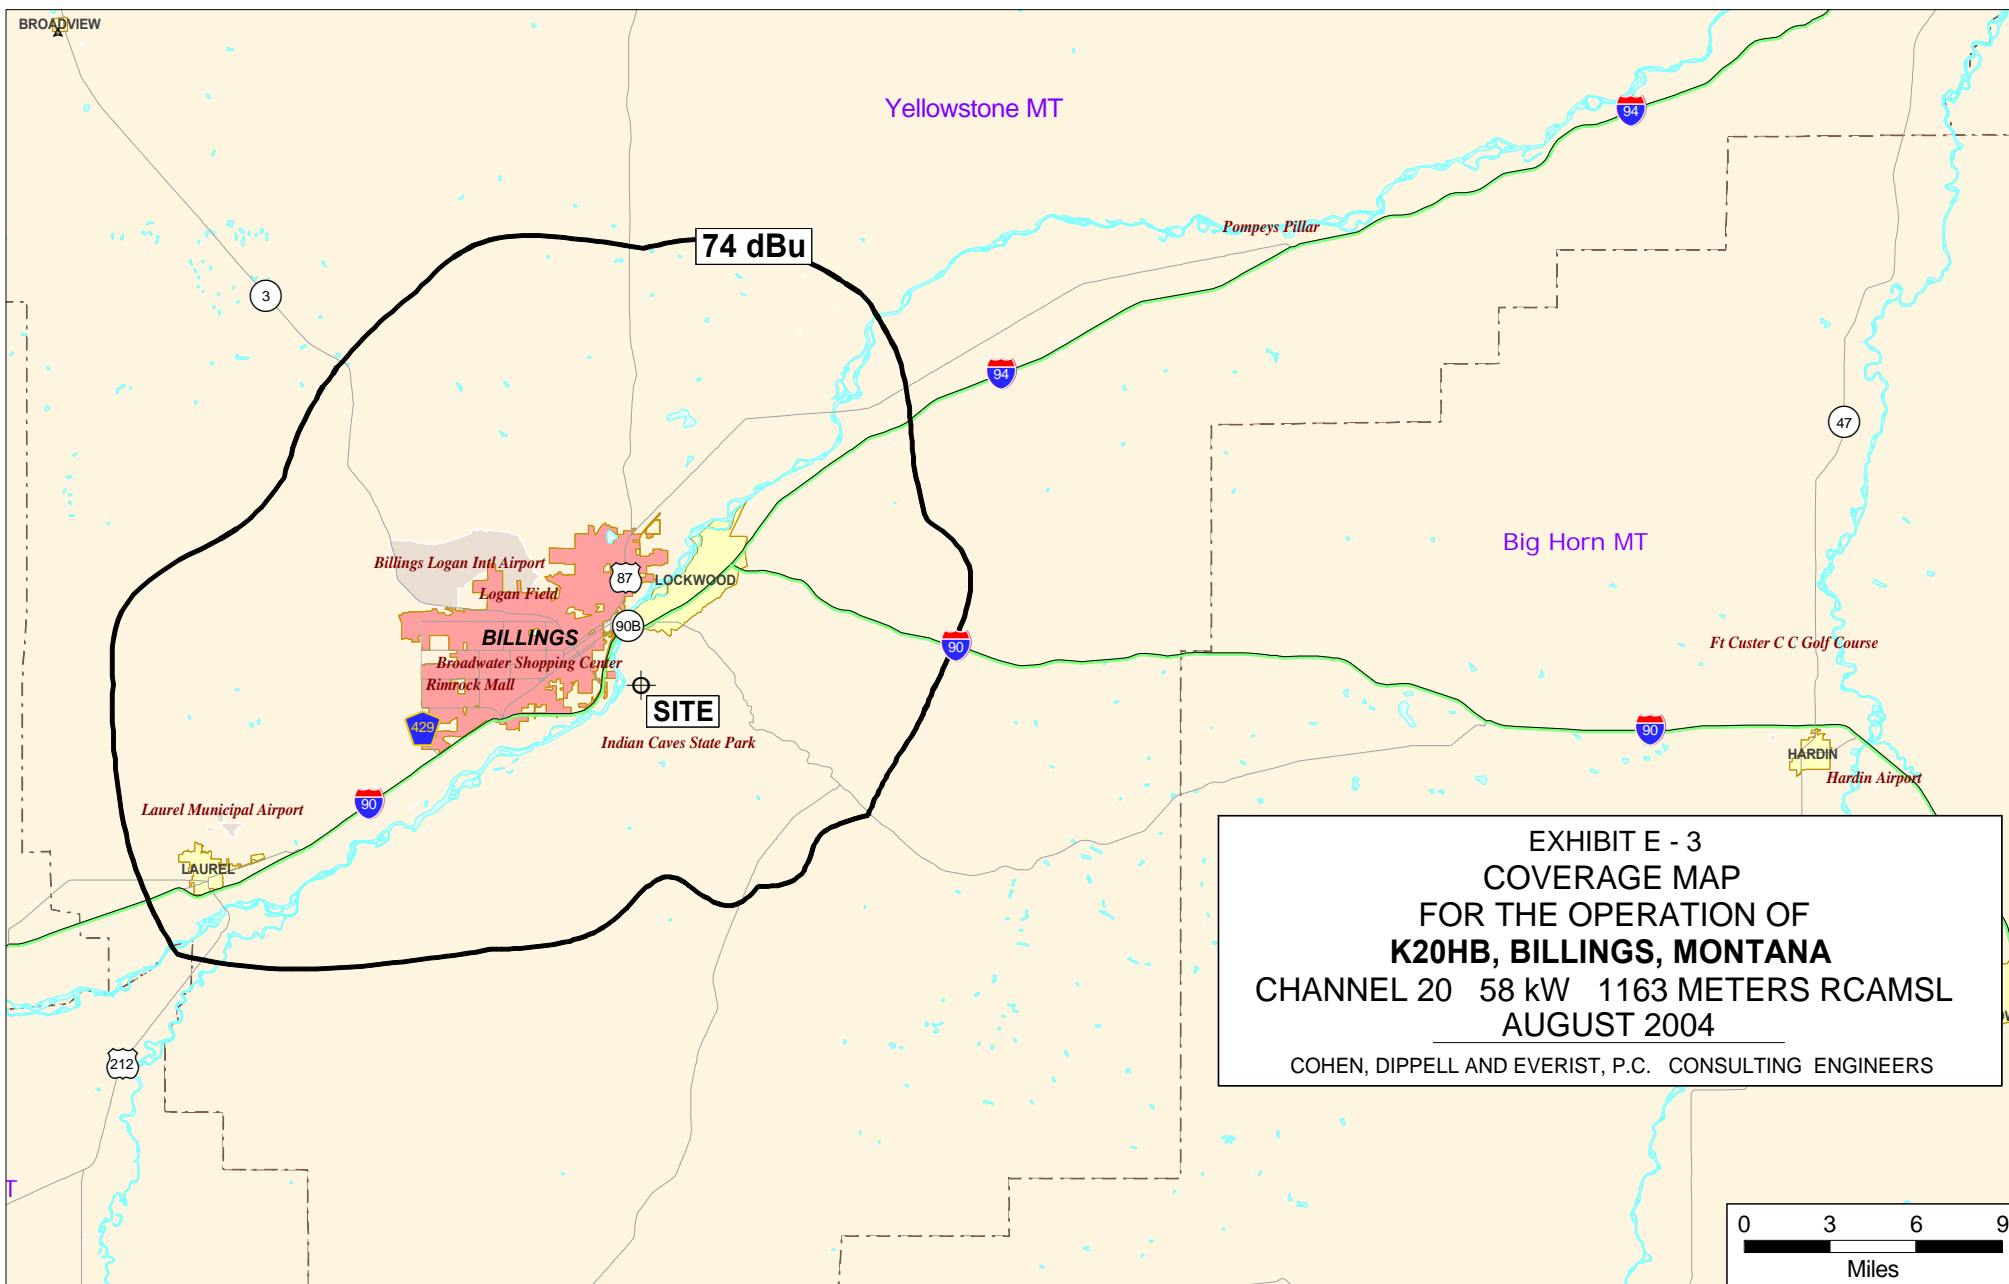 BROADVIEW
Yellowstone MT
94
Pompeys Pillar
74 dBu
3
94
47
Big Horn MT
Billings Logan Intl Airport
87
LOCKWOOD
Logan Field
90B
BILLINGS
90
Ft Custer C C Golf Course
Broadwater Shopping Center
Rimrock Mall
SITE
429
Indian Caves State Park
90
HARDIN
Hardin Airport
90
Laurel Municipal Airport
LAUREL
EXHIBIT E - 3
COVERAGE MAP
FOR THE OPERATION OF
K20HB, BILLINGS, MONTANA
CHANNEL 20 58 kW 1163 METERS RCAMSL
AUGUST 2004
COHEN, DIPPELL AND EVERIST, P.C. CONSULTING ENGINEERS
212
T
0 3 6 9
Miles